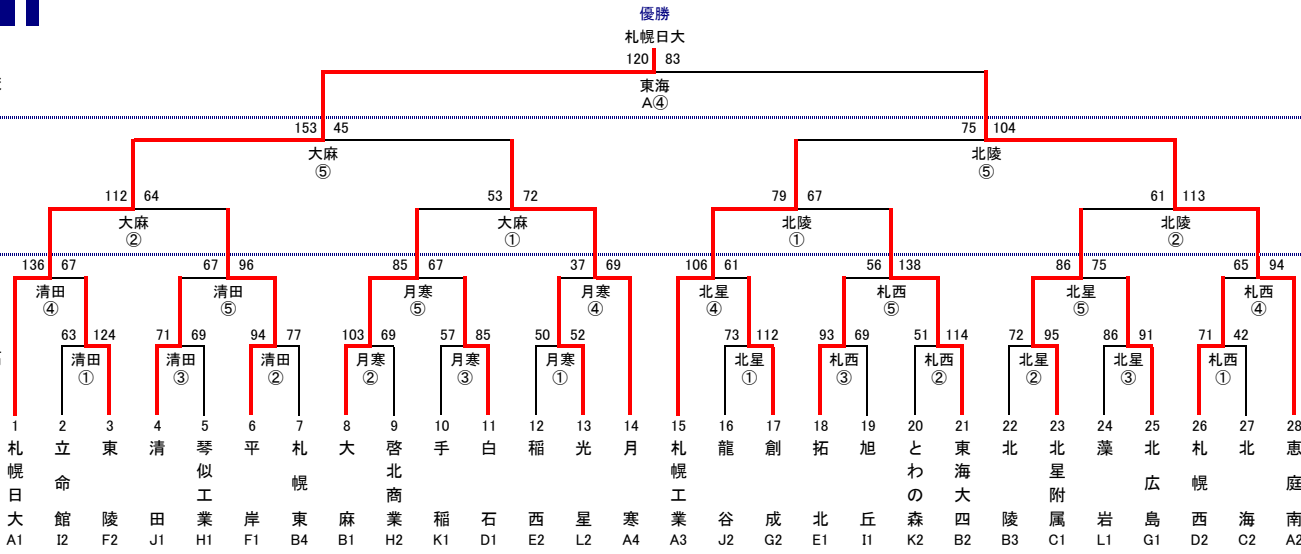 優勝
札幌日大
120 83
東海
A④
153 45
75 104
大麻
⑤
北陵
⑤
112 64
53 72
79 67
61 113
大麻
②
大麻
①
北陵
①
北陵
②
136 67
67 96
85 67
37 69
106 61
56 138
86 75
65 94
清田
④
清田
⑤
月寒
⑤
月寒
④
北星
④
札西
⑤
北星
⑤
札西
④
63 124
71 69
94 77
103 69
57 85
50 52
73 112
93 69
51 114
72 95
86 91
71 42
清田
①
清田
③
清田
②
月寒
②
月寒
③
月寒
①
北星
①
札西
③
札西
②
北星
②
北星
③
札西
①
1 2 3 4 5 6 7 8 9 10 11 12 13 14 15 16 17 18 19 20 21 22 23 24 25 26 27 28
札幌日大
立命館
東陵
清田
琴似工業
平岸
札幌東
大麻
啓北商業
手稲
白石
稲西
光星
月寒
札幌工業
龍谷
創成
拓北
旭丘
とわの森
東海大四
北陵
北星附属
藻岩
北広島
札幌西
北海
恵庭南
A1 I2 F2 J1 H1 F1 B4 B1 H2 K1 D1 E2 L2 A4 A3 J2 G2 E1 I1 K2 B2 B3 C1 L1 G1 D2 C2 A2